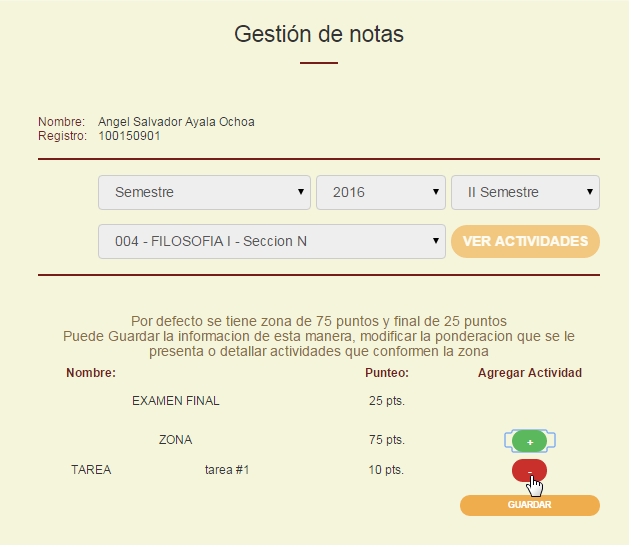 Gestión de notas
Nombre: Angel Salvador Ayala Ochoa
Registro: 100150901
Semestre 2016 II Semestre
004 - FILOSOFIA I - Seccion N VER ACTIVIDADES
Por defecto se tiene zona de 75 puntos y final de 25 puntos
Puede Guardar la informacion de esta manera, modificar la ponderacion que se le
presenta o detallar actividades que conformen la zona
Nombre: Punteo: Agregar Actividad
EXAMEN FINAL 25 pts.
ZONA 75 pts. +
TAREA tarea #1 10 pts. -
GUARDAR